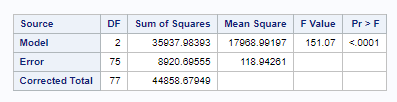 Source DF Sum of Squares Mean Square F Value Pr > F
Model 2 35937.98393 17968.99197 151.07 <.0001
Error 75 8920.69555 118.94261
Corrected Total 77 44858.67949